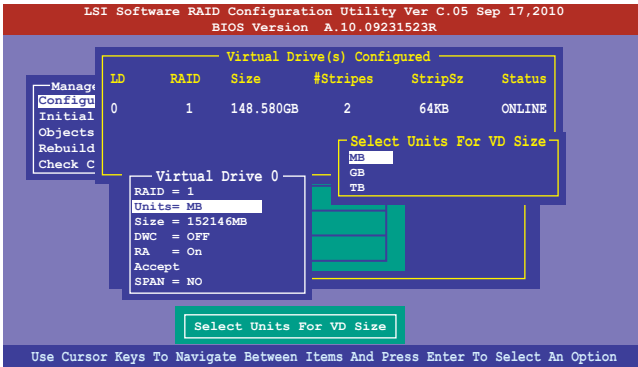 LSI Software RAID Configuration Utility Ver C.05 Sep 17,2010
BIOS Version A.10.09231523R
Virtual Drive(s) Configured
LD RAID Size #Stripes StripSz Status
0 1 148.580GB 2 64KB ONLINE
Manage
Configu
Initial
Objects
Rebuild
Check C
Select Units For VD Size
MB
GB
TB
Virtual Drive 0
RAID = 1
Units= MB
Size = 152146MB
DWC = OFF
RA = On
Accept
SPAN = NO
Select Units For VD Size
Use Cursor Keys To Navigate Between Items And Press Enter To Select An Option